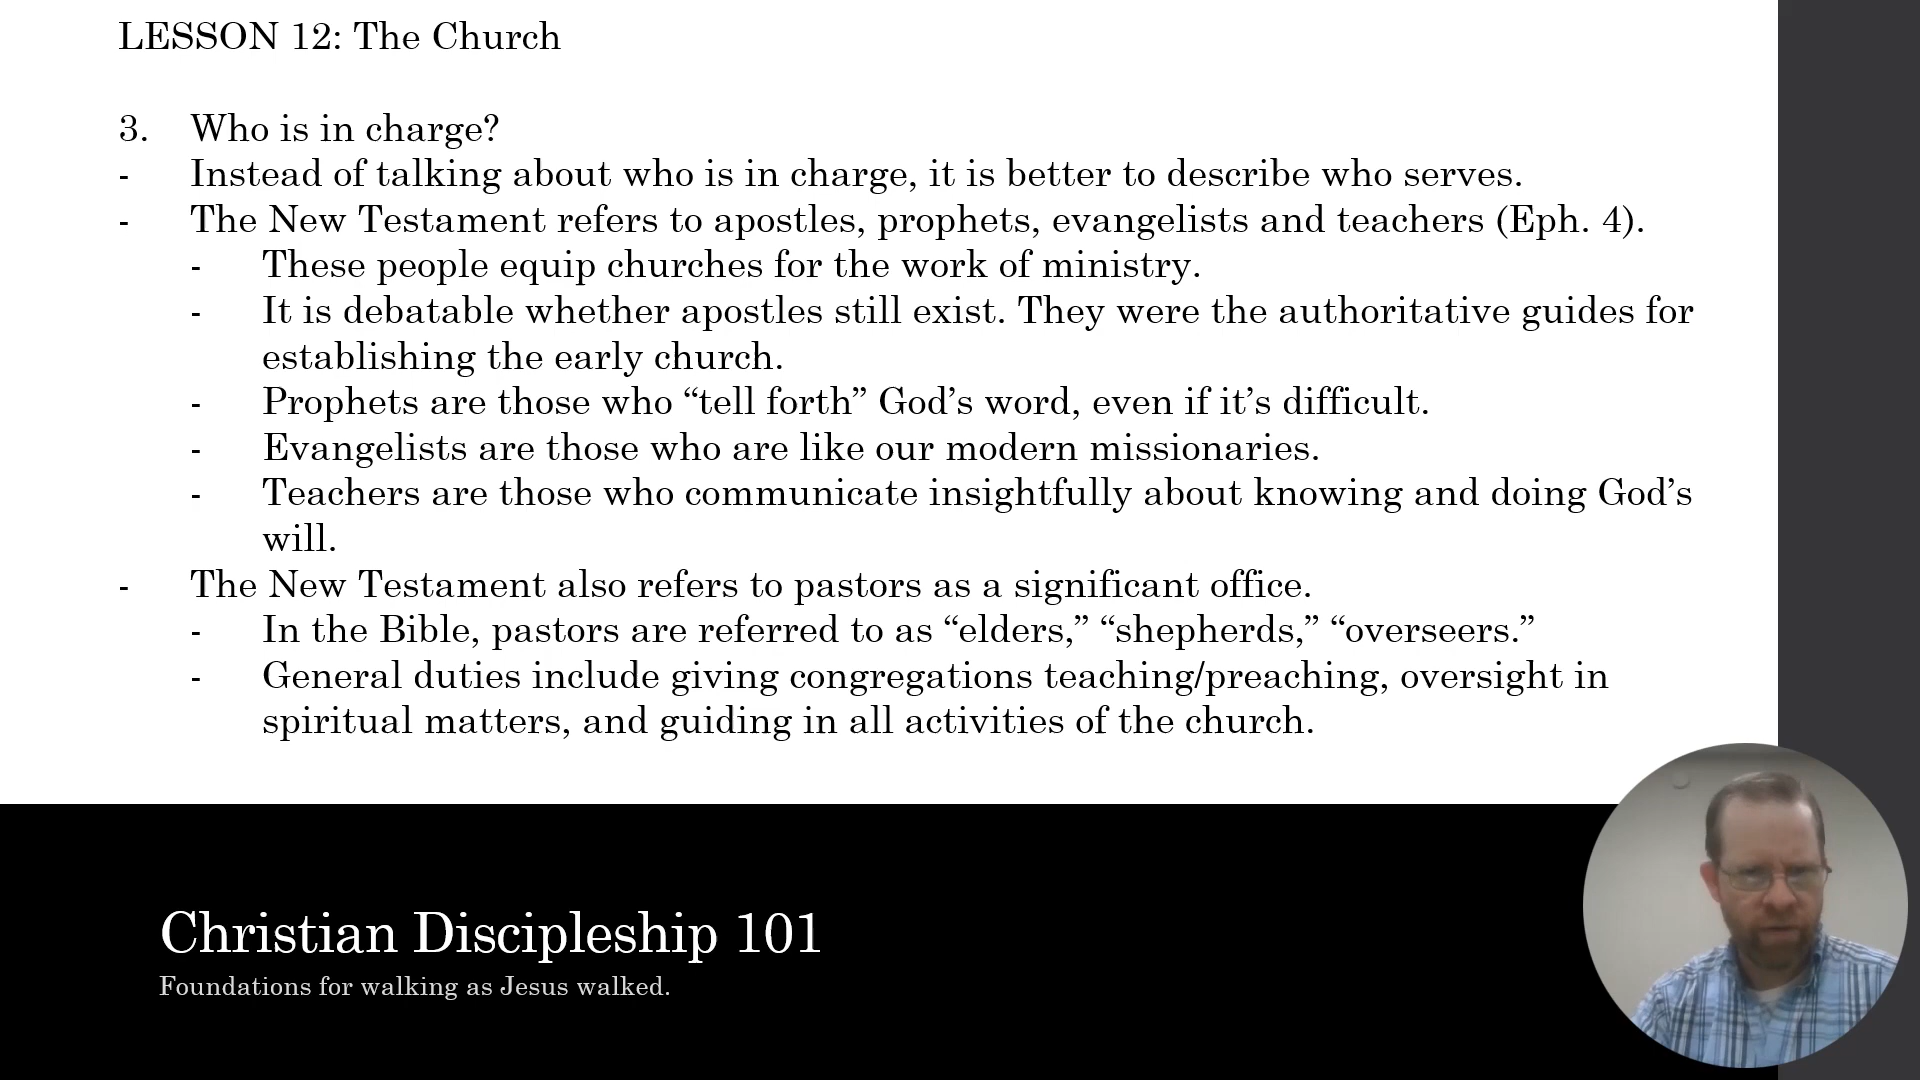 LESSON 12: The Church
3. Who is in charge?
- Instead of talking about who is in charge, it is better to describe who serves.
- The New Testament refers to apostles, prophets, evangelists and teachers (Eph. 4).
- These people equip churches for the work of ministry.
- It is debatable whether apostles still exist. They were the authoritative guides for
establishing the early church.
- Prophets are those who “tell forth” God’s word, even if it’s difficult.
- Evangelists are those who are like our modern missionaries.
- Teachers are those who communicate insightfully about knowing and doing God’s
will.
- The New Testament also refers to pastors as a significant office.
- In the Bible, pastors are referred to as “elders,” “shepherds,” “overseers.”
- General duties include giving congregations teaching/preaching, oversight in
spiritual matters, and guiding in all activities of the church.
Christian Discipleship 101
Foundations for walking as Jesus walked.